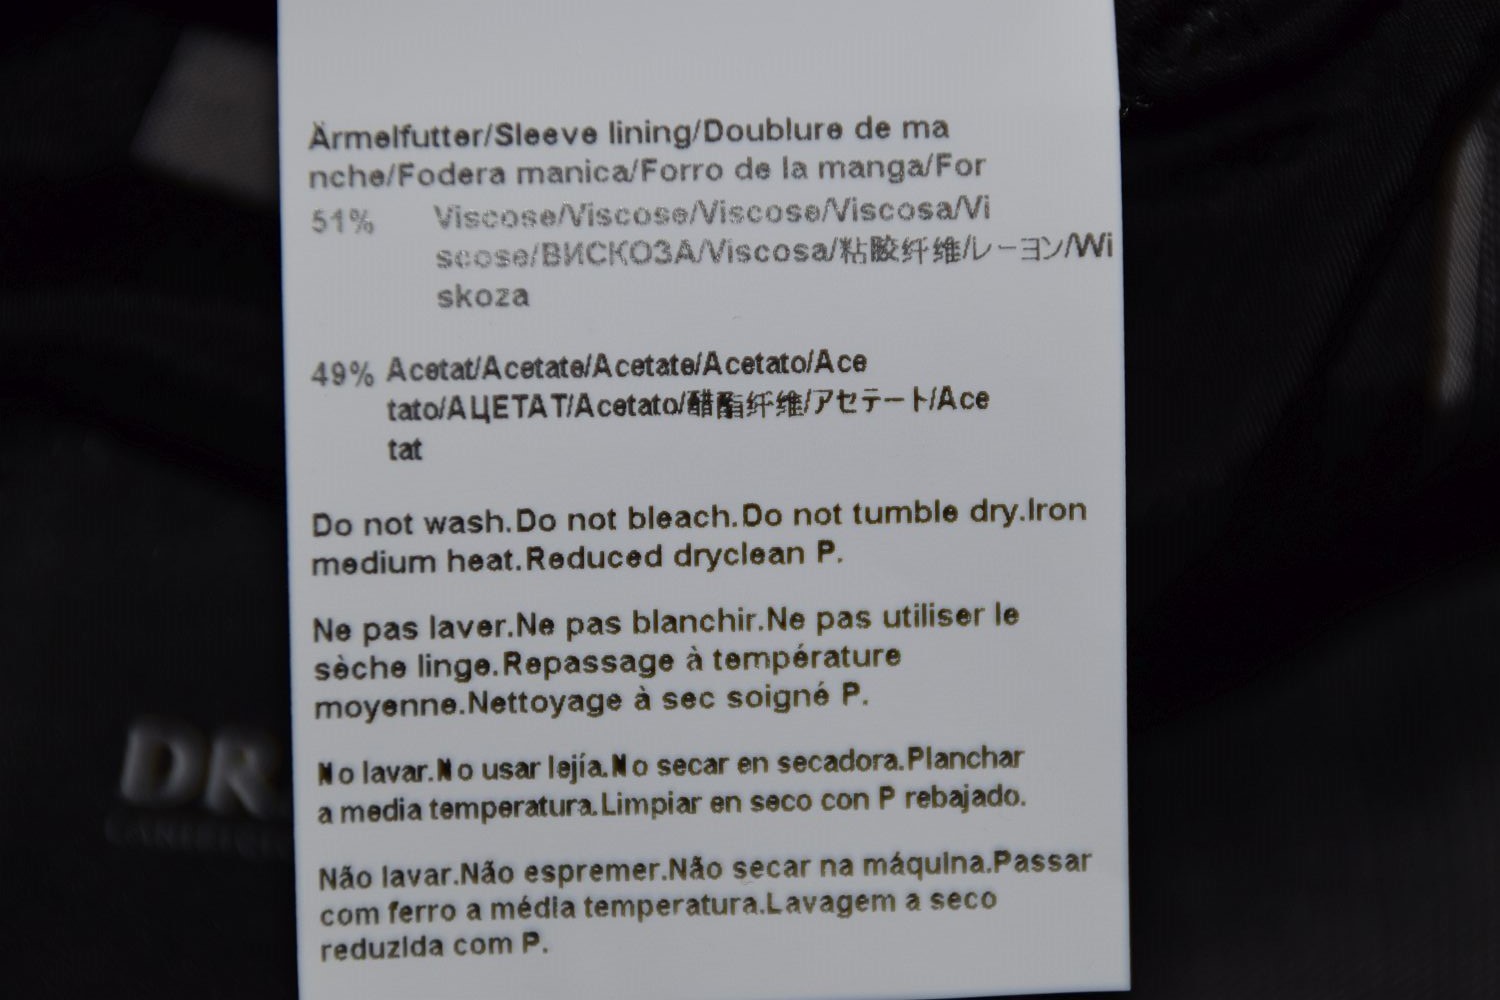 Ärmelfutter/Sleeve lining/Doublure de ma
nche/Fodera manica/Forro de la manga/For
51% Viscose/Viscose/Viscose/Viscosa/Vi
scose/ВИСКОЗА/Viscosa/粘胶纤维/レーヨン/Wi
skoza
49% Acetat/Acetate/Acetate/Acetato/Ace
tato/АЦЕТАТ/Acetato/醋酯纤维/アセテート/Ace
tat
Do not wash.Do not bleach.Do not tumble dry.Iron
medium heat.Reduced dryclean P.
Ne pas laver.Ne pas blanchir.Ne pas utiliser le
sèche linge.Repassage à température
moyenne.Nettoyage à sec soigné P.
No lavar.No usar lejía.No secar en secadora.Planchar
a media temperatura.Limpiar en seco con P rebajado.
Não lavar.Não espremer.Não secar na máquina.Passar
com ferro a média temperatura.Lavagem a seco
reduzida com P.
DR